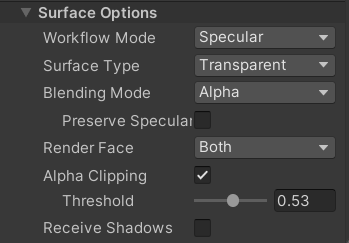 Surface Options
Workflow Mode Specular
Surface Type Transparent
Blending Mode Alpha
Preserve Specular
Render Face Both
Alpha Clipping
Threshold 0.53
Receive Shadows